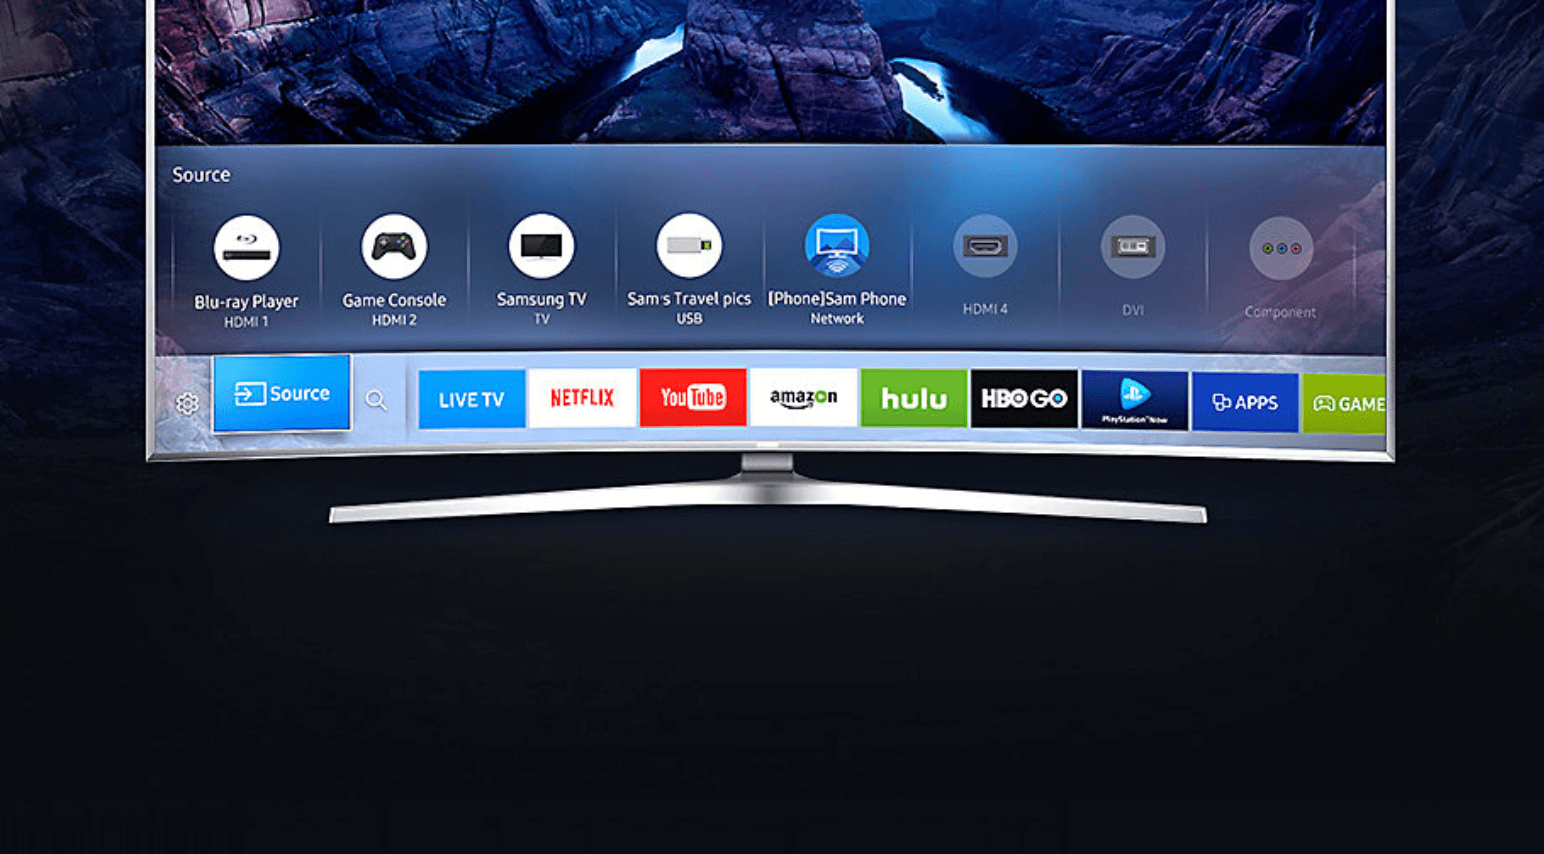 Source
Blu-ray Player
HDMI 1
Game Console
HDMI 2
Samsung TV
TV
Sam's Travel pics
USB
[Phone]Sam Phone
Network
HDMI 4
DVI
Component
Source
LIVE TV
NETFLIX
YouTube
amazon
hulu
HBO GO
PlayStation™Now
APPS
GAME